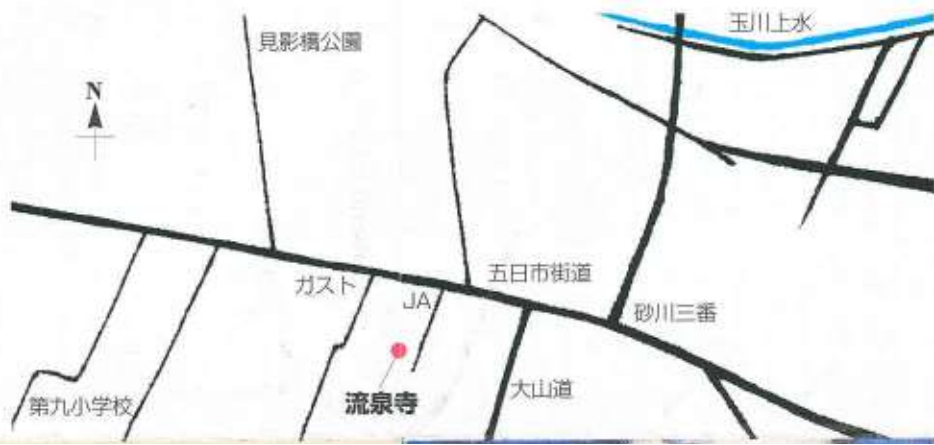 玉川上水
見影橋公園
N
五日市街道
ガスト
JA
砂川三番
大山道
第九小学校
流泉寺